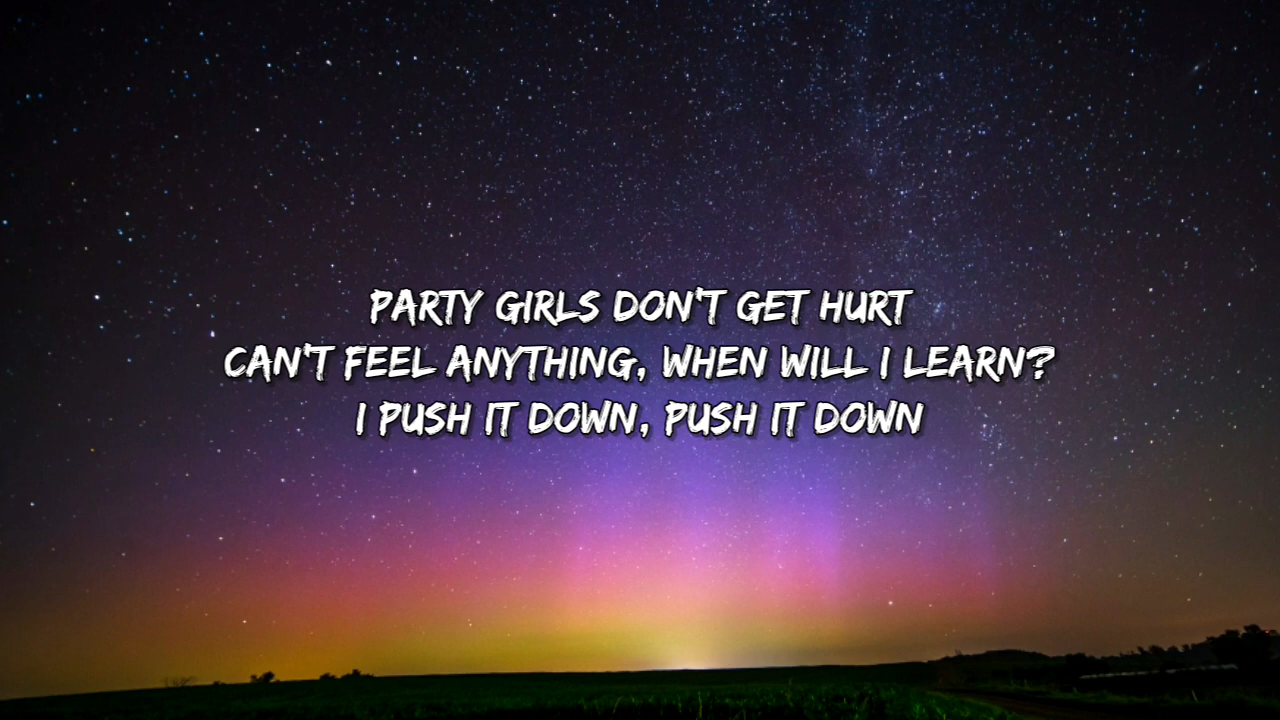 PARTY GIRLS DON'T GET HURT
CAN'T FEEL ANYTHING, WHEN WILL I LEARN?
I PUSH IT DOWN, PUSH IT DOWN